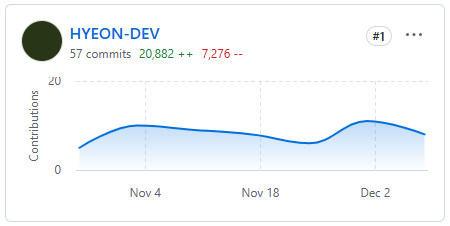 HYEON-DEV
#1
57 commits 20,882 ++ 7,276 --
20
Contributions
0
Nov 4 Nov 18 Dec 2